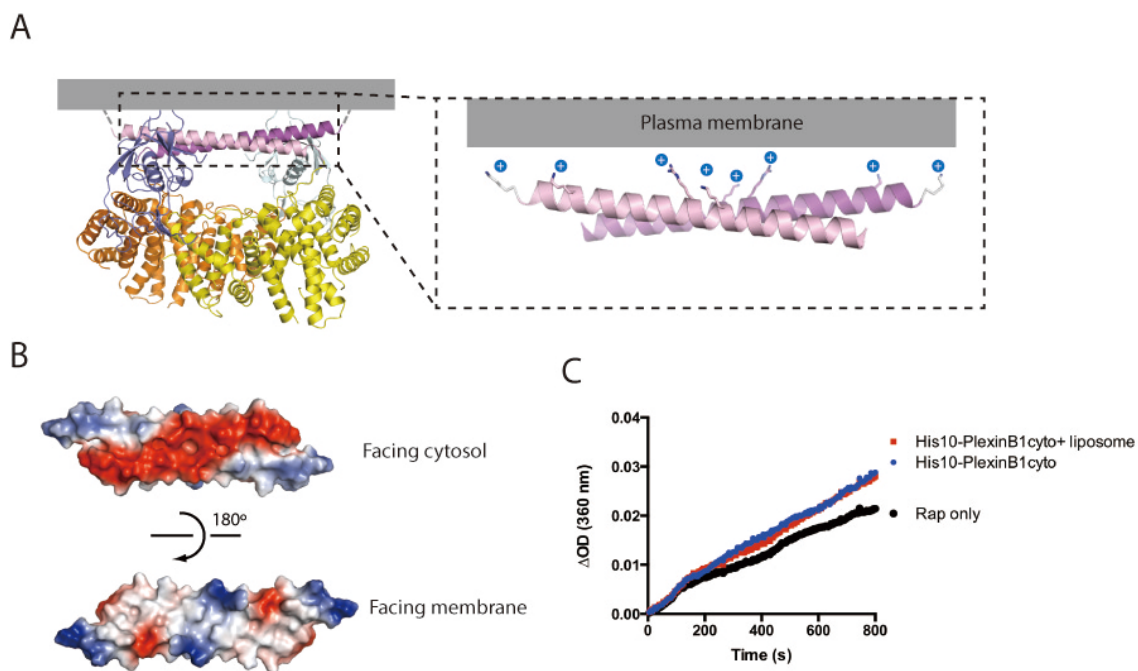 A
Plasma membrane
+ + + + + + + +
B
Facing cytosol
180º
Facing membrane
C
ΔOD (360 nm)
0.04
0.03
0.02
0.01
0.00
0 200 400 600 800
Time (s)
His10-PlexinB1cyto+ liposome
His10-PlexinB1cyto
Rap only